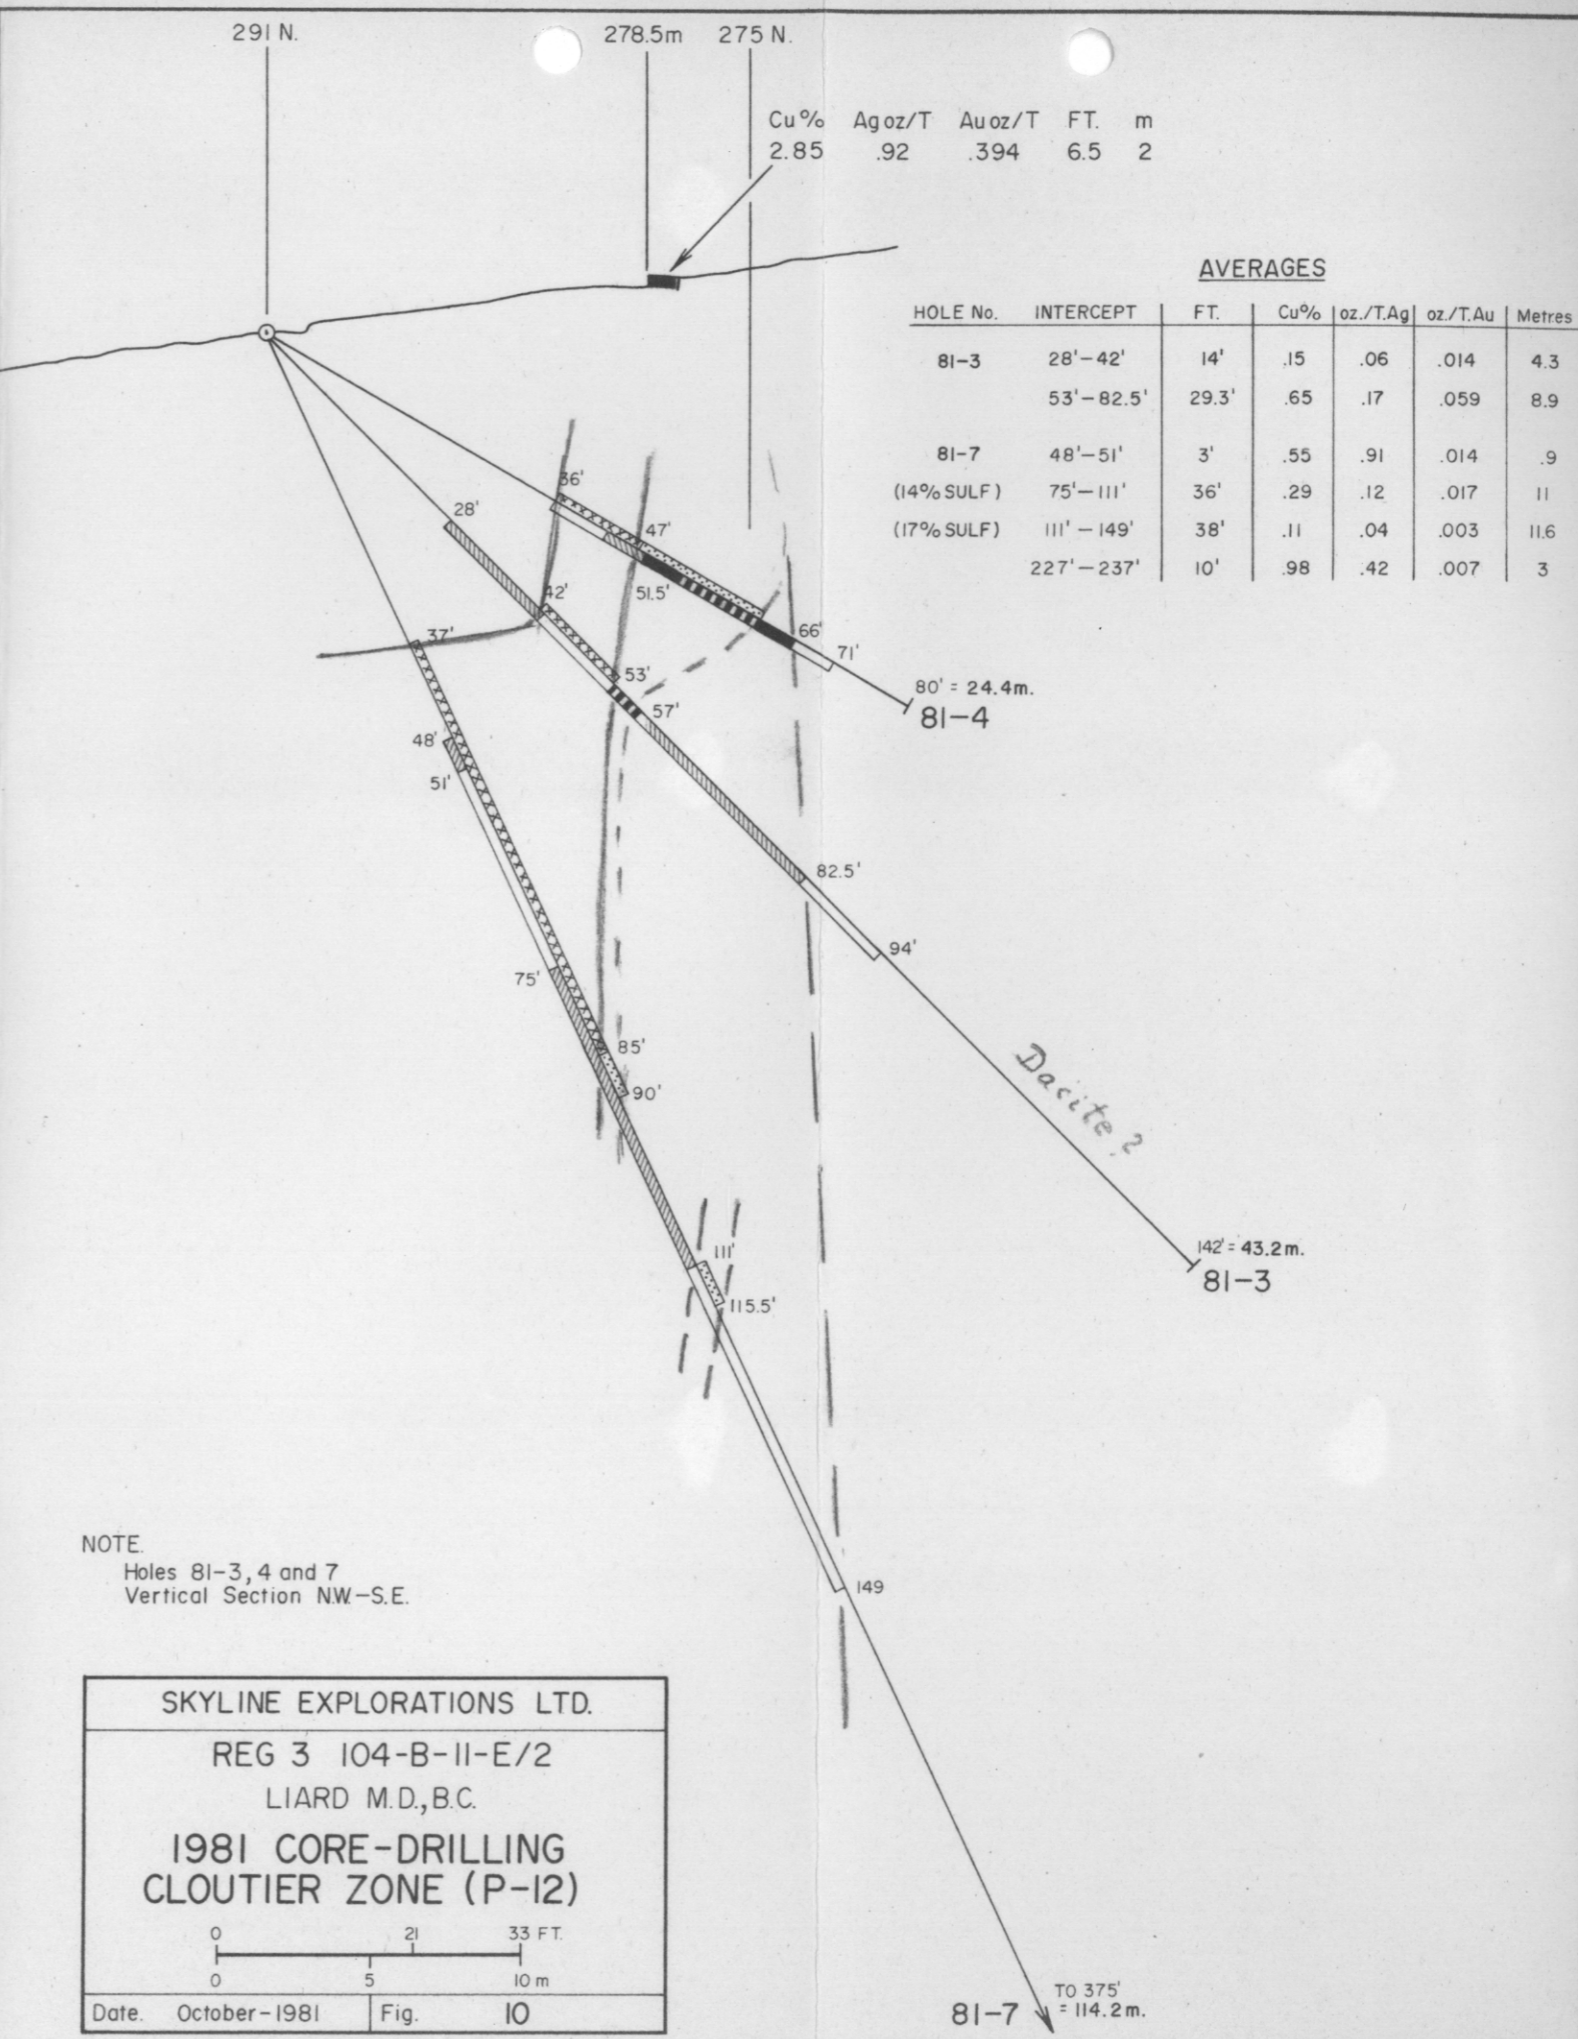 291 N.
278.5m
275 N.
Cu% Ag oz/T Au oz/T FT. m
2.85 .92 .394 6.5 2
AVERAGES
HOLE No. INTERCEPT FT. Cu% oz./T.Ag oz./T.Au Metres
81-3 28'-42' 14' .15 .06 .014 4.3
53'-82.5' 29.3' .65 .17 .059 8.9
81-7 48'-51' 3' .55 .91 .014 .9
(14% SULF) 75'-111' 36' .29 .12 .017 11
(17% SULF) 111'-149' 38' .11 .04 .003 11.6
227'-237' 10' .98 .42 .007 3
36'
28'
47'
42'
51.5'
37'
66'
71'
53'
57'
80' = 24.4m.
81-4
48'
51'
82.5'
94'
75'
85'
90'
Dacite?
111'
115.5'
142' = 43.2m.
81-3
149
NOTE.
Holes 81-3, 4 and 7
Vertical Section N.W.-S.E.
SKYLINE EXPLORATIONS LTD.
REG 3 104-B-11-E/2
LIARD M.D., B.C.
1981 CORE-DRILLING
CLOUTIER ZONE (P-12)
0 21 33 FT.
0 5 10 m
Date. October-1981 Fig. 10
81-7
TO 375'
= 114.2m.